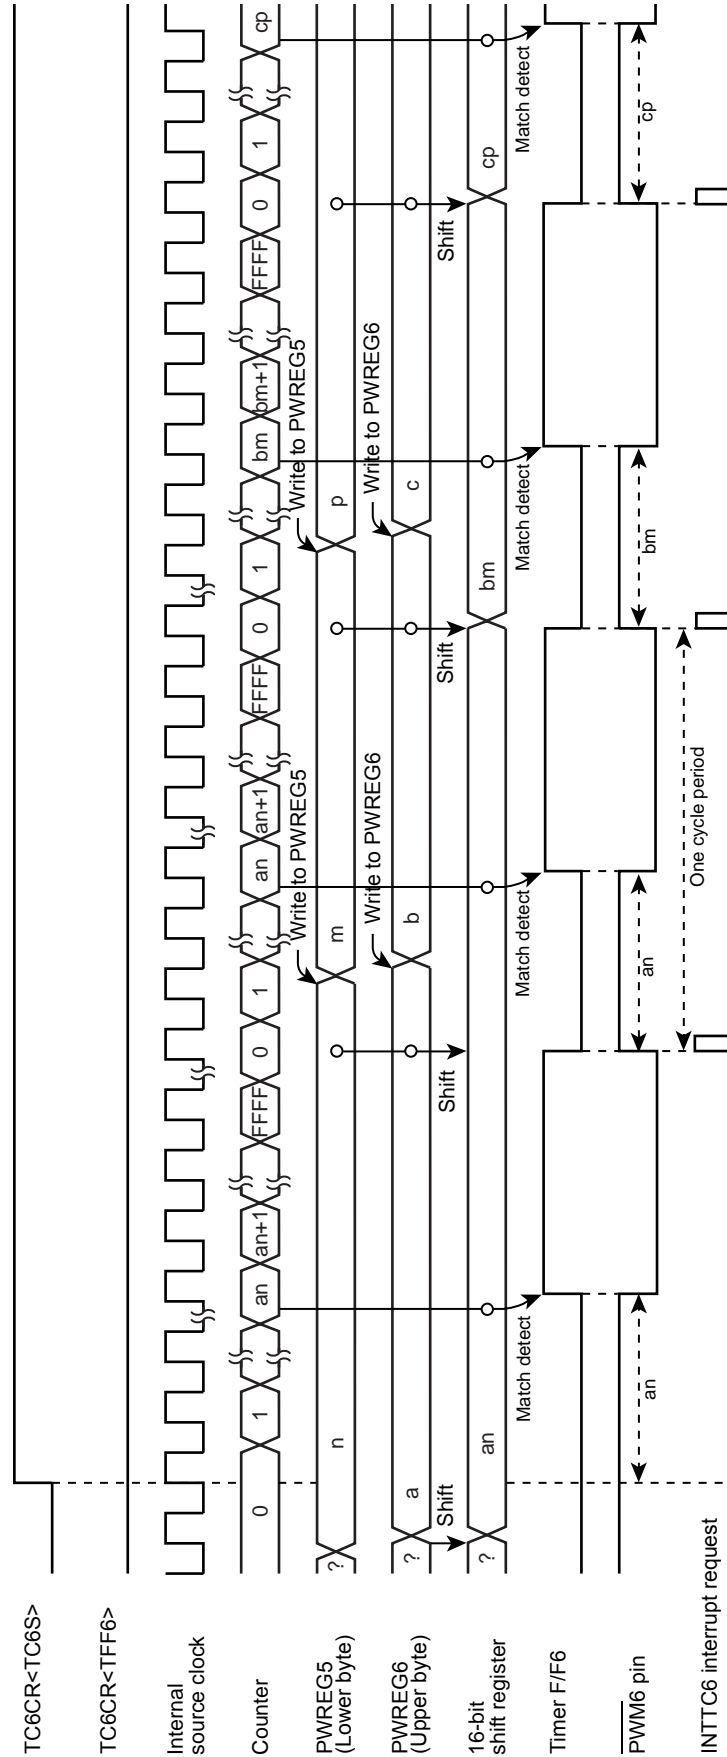 TC6CR<TC6S>
TC6CR<TFF6>
Internal
source clock
Counter
0
1
an
an+1
FFFF
0
1
an
an+1
FFFF
0
1
bm
bm+1
FFFF
0
1
cp
Write to PWREG5
Write to PWREG5
PWREG5
(Lower byte)
?
n
m
p
Write to PWREG6
Write to PWREG6
PWREG6
(Upper byte)
?
a
b
c
Shift
Shift
Shift
Shift
16-bit
shift register
?
an
bm
cp
Match detect
Match detect
Match detect
Match detect
Timer F/F6
PWM6 pin
an
an
bm
cp
One cycle period
INTTC6 interrupt request